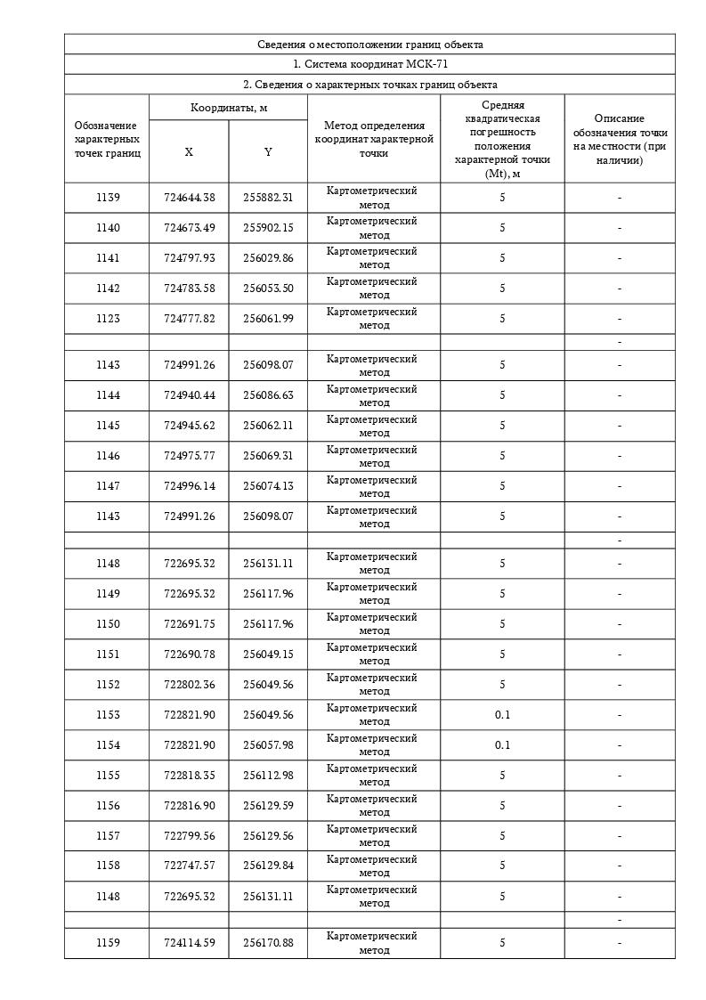 Сведения о местоположении границ объекта
1. Система координат МСК-71
2. Сведения о характерных точках границ объекта
Обозначение
характерных
точек границ
Координаты, м
X
Y
Метод определения
координат характерной
точки
Средняя
квадратическая
погрешность
положения
характерной точки
(Mt), м
Описание
обозначения точки
на местности (при
наличии)
1139 724644.38 255882.31 Картометрический
метод 5 -
1140 724673.49 255902.15 Картометрический
метод 5 -
1141 724797.93 256029.86 Картометрический
метод 5 -
1142 724783.58 256053.50 Картометрический
метод 5 -
1123 724777.82 256061.99 Картометрический
метод 5 -
-
1143 724991.26 256098.07 Картометрический
метод 5 -
1144 724940.44 256086.63 Картометрический
метод 5 -
1145 724945.62 256062.11 Картометрический
метод 5 -
1146 724975.77 256069.31 Картометрический
метод 5 -
1147 724996.14 256074.13 Картометрический
метод 5 -
1143 724991.26 256098.07 Картометрический
метод 5 -
-
1148 722695.32 256131.11 Картометрический
метод 5 -
1149 722695.32 256117.96 Картометрический
метод 5 -
1150 722691.75 256117.96 Картометрический
метод 5 -
1151 722690.78 256049.15 Картометрический
метод 5 -
1152 722802.36 256049.56 Картометрический
метод 5 -
1153 722821.90 256049.56 Картометрический
метод 0.1 -
1154 722821.90 256057.98 Картометрический
метод 0.1 -
1155 722818.35 256112.98 Картометрический
метод 5 -
1156 722816.90 256129.59 Картометрический
метод 5 -
1157 722799.56 256129.56 Картометрический
метод 5 -
1158 722747.57 256129.84 Картометрический
метод 5 -
1148 722695.32 256131.11 Картометрический
метод 5 -
-
1159 724114.59 256170.88 Картометрический
метод 5 -